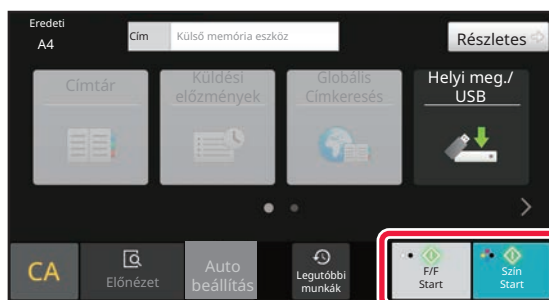 Eredeti
A4
Cím
Külső memória eszköz
Részletes
Címtár
Küldési
előzmények
Globális
Címkeresés
Helyi meg./
USB
CA
Előnézet
Auto
beállítás
Legutóbbi
munkák
F/F
Start
Szín
Start